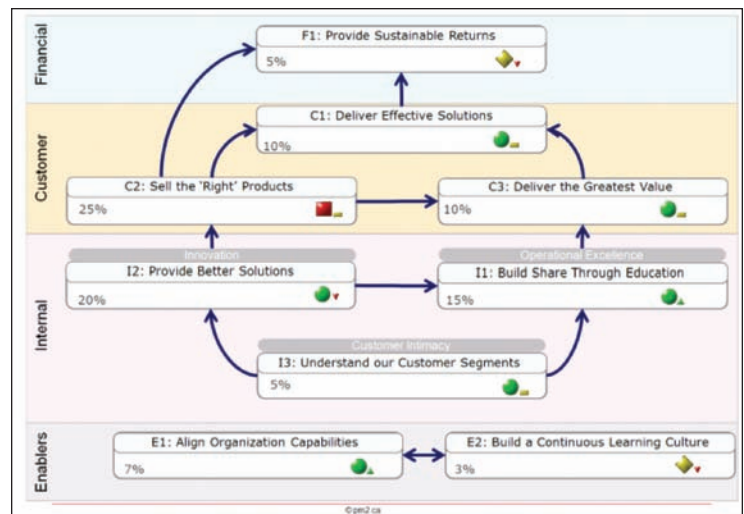 Financial
F1: Provide Sustainable Returns
5%
Customer
C1: Deliver Effective Solutions
10%
C2: Sell the 'Right' Products
25%
C3: Deliver the Greatest Value
10%
Internal
Innovation
I2: Provide Better Solutions
20%
Operational Excellence
I1: Build Share Through Education
15%
Customer Intimacy
I3: Understand our Customer Segments
5%
Enablers
E1: Align Organization Capabilities
7%
E2: Build a Continuous Learning Culture
3%
©pm2.ca